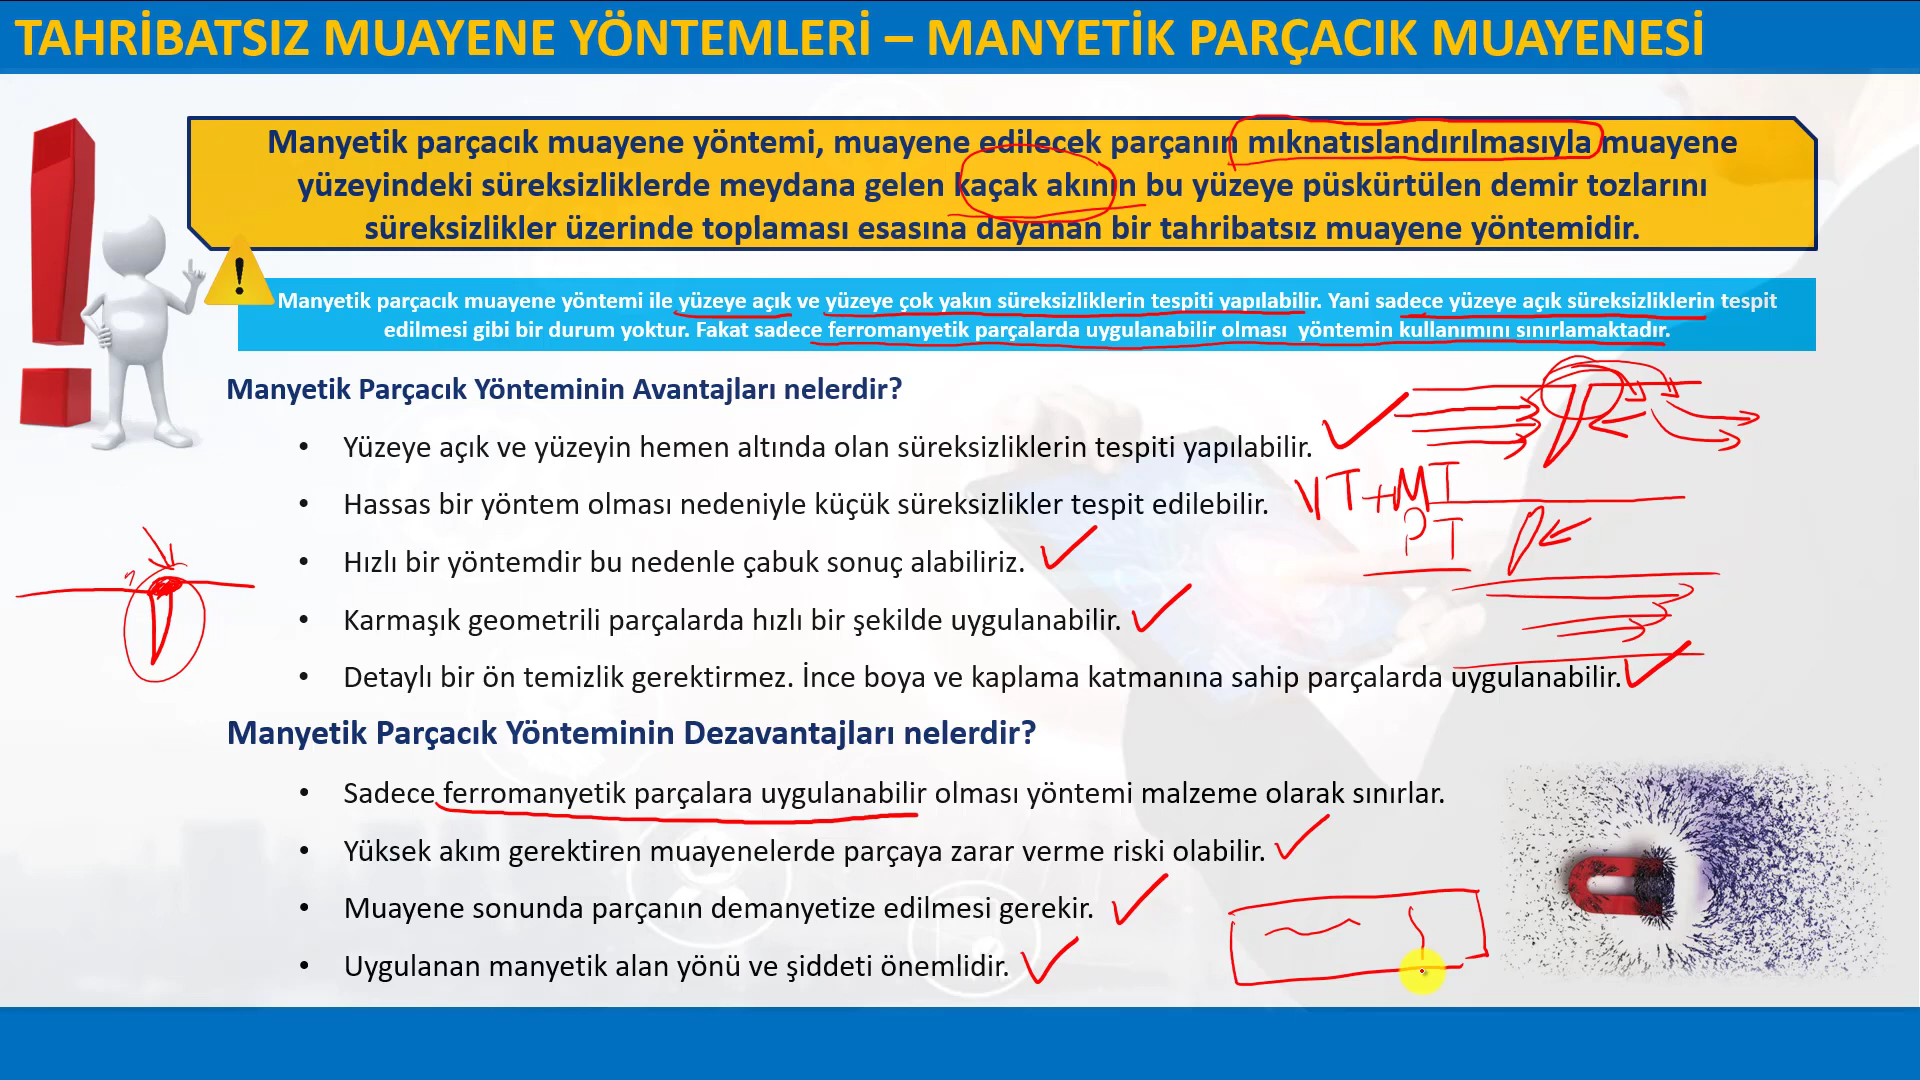 TAHRİBATSIZ MUAYENE YÖNTEMLERİ – MANYETİK PARÇACIK MUAYENESİ
Manyetik parçacık muayene yöntemi, muayene edilecek parçanın mıknatıslandırılmasıyla muayene
yüzeyindeki süreksizliklerde meydana gelen kaçak akının bu yüzeye püskürtülen demir tozlarını
süreksizlikler üzerinde toplaması esasına dayanan bir tahribatsız muayene yöntemidir.
Manyetik parçacık muayene yöntemi ile yüzeye açık ve yüzeye çok yakın süreksizliklerin tespiti yapılabilir. Yani sadece yüzeye açık süreksizliklerin tespit
edilmesi gibi bir durum yoktur. Fakat sadece ferromanyetik parçalarda uygulanabilir olması yöntemin kullanımını sınırlamaktadır.
Manyetik Parçacık Yönteminin Avantajları nelerdir?
• Yüzeye açık ve yüzeyin hemen altında olan süreksizliklerin tespiti yapılabilir.
• Hassas bir yöntem olması nedeniyle küçük süreksizlikler tespit edilebilir.
VT+MT
PT
• Hızlı bir yöntemdir bu nedenle çabuk sonuç alabiliriz.
• Karmaşık geometrili parçalarda hızlı bir şekilde uygulanabilir.
• Detaylı bir ön temizlik gerektirmez. İnce boya ve kaplama katmanına sahip parçalarda uygulanabilir.
Manyetik Parçacık Yönteminin Dezavantajları nelerdir?
• Sadece ferromanyetik parçalara uygulanabilir olması yöntemi malzeme olarak sınırlar.
• Yüksek akım gerektiren muayenelerde parçaya zarar verme riski olabilir.
• Muayene sonunda parçanın demanyetize edilmesi gerekir.
• Uygulanan manyetik alan yönü ve şiddeti önemlidir.